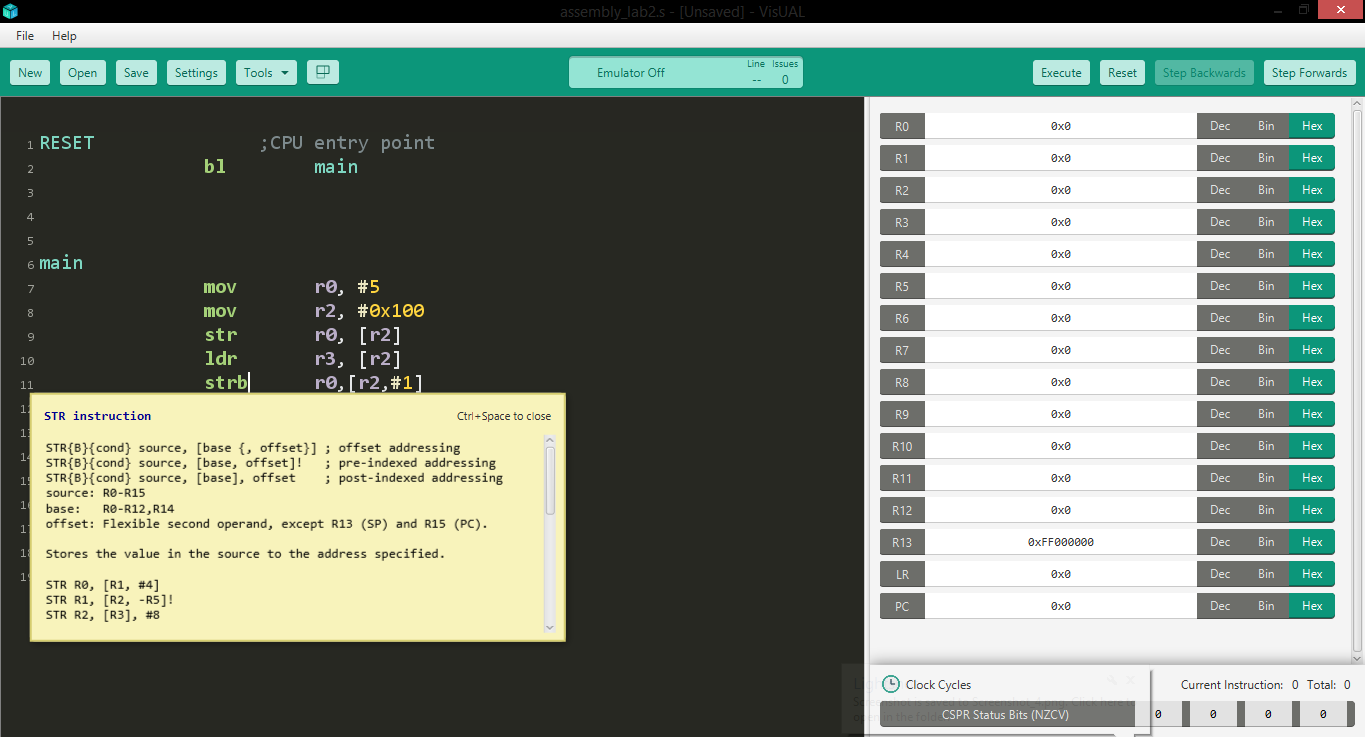 assembly_lab2.s - [Unsaved] - VisUAL
File Help
New Open Save Settings Tools
Emulator Off
Line Issues
-- 0
Execute Reset Step Backwards Step Forwards
1 RESET ;CPU entry point
2 bl main
3
4
5
6 main
7 mov r0, #5
8 mov r2, #0x100
9 str r0, [r2]
10 ldr r3, [r2]
11 strb r0,[r2,#1]
STR instruction Ctrl+Space to close
STR{B}{cond} source, [base {, offset}] ; offset addressing
STR{B}{cond} source, [base, offset]! ; pre-indexed addressing
STR{B}{cond} source, [base], offset ; post-indexed addressing
source: R0-R15
base: R0-R12,R14
offset: Flexible second operand, except R13 (SP) and R15 (PC).
Stores the value in the source to the address specified.
STR R0, [R1, #4]
STR R1, [R2, -R5]!
STR R2, [R3], #8
R0 0x0 Dec Bin Hex
R1 0x0 Dec Bin Hex
R2 0x0 Dec Bin Hex
R3 0x0 Dec Bin Hex
R4 0x0 Dec Bin Hex
R5 0x0 Dec Bin Hex
R6 0x0 Dec Bin Hex
R7 0x0 Dec Bin Hex
R8 0x0 Dec Bin Hex
R9 0x0 Dec Bin Hex
R10 0x0 Dec Bin Hex
R11 0x0 Dec Bin Hex
R12 0x0 Dec Bin Hex
R13 0xFF000000 Dec Bin Hex
LR 0x0 Dec Bin Hex
PC 0x0 Dec Bin Hex
Clock Cycles Current Instruction: 0 Total: 0
CSPR Status Bits (NZCV) 0 0 0 0